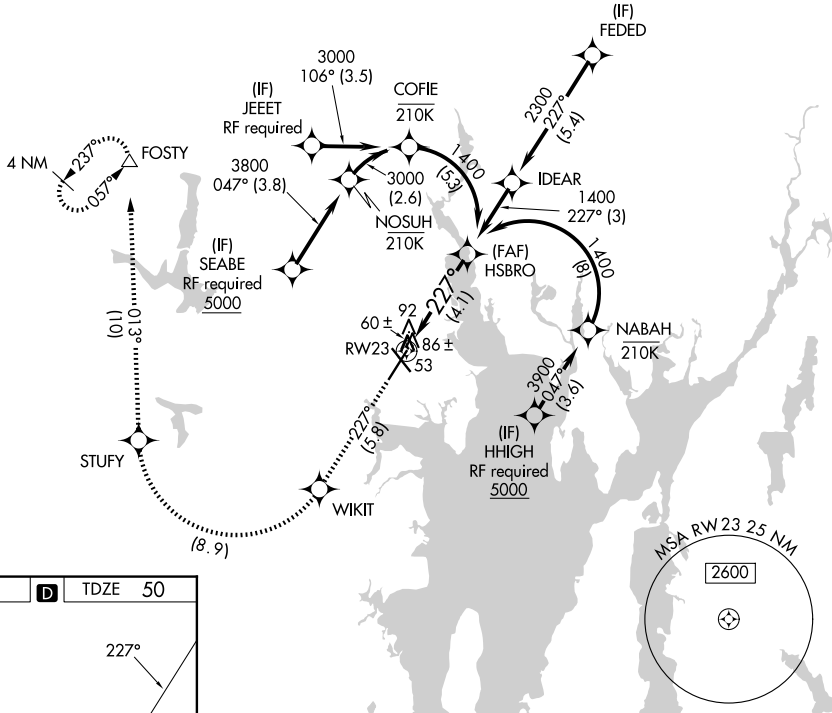 (IF)
FEDED
2300
227°
(5.4)
3000
106° (3.5)
COFIE
210K
(IF)
JEEET
RF required
FOSTY
4 NM
237°
057°
3800
047° (3.8)
3000
(2.6)
1400
(53)
IDEAR
1400
227° (3)
NOSUH
210K
(IF)
SEABE
RF required
5000
(FAF)
HSBRO
1400
(8)
227°
(4.1)
013°
(10)
92
60 ±
86 ±
RW23
53
NABAH
210K
3900
047°
(3.6)
(IF)
HHIGH
RF required
5000
227°
(5.8)
STUFY
WIKIT
(8.9)
MSA RW 23 25 NM
2600
D TDZE 50
227°